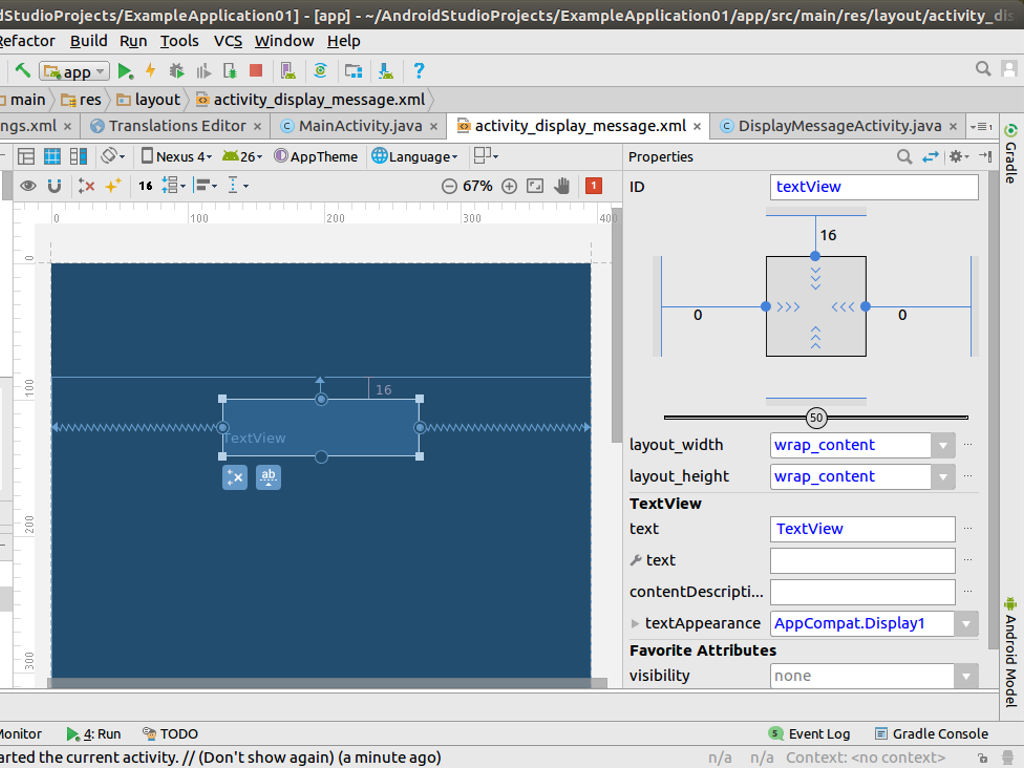 dStudioProjects/ExampleApplication01] - [app] - ~/AndroidStudioProjects/ExampleApplication01/app/src/main/res/layout/activity_dis
Refactor Build Run Tools VCS Window Help
app
main res layout activity_display_message.xml
ngs.xml Translations Editor MainActivity.java activity_display_message.xml DisplayMessageActivity.java
Nexus 4 26 AppTheme Language
Properties
16 67% 1
ID textView
0 100 200 300 400
0
100
200
300
16
TextView
ab
16
0 0
50
layout_width wrap_content
layout_height wrap_content
TextView
text TextView
text
contentDescripti...
textAppearance AppCompat.Display1
Favorite Attributes
visibility none
Gradle
Android Model
Monitor 4: Run TODO 5 Event Log Gradle Console
arted the current activity. // (Don't show again) (a minute ago) n/a n/a Context: <no context>